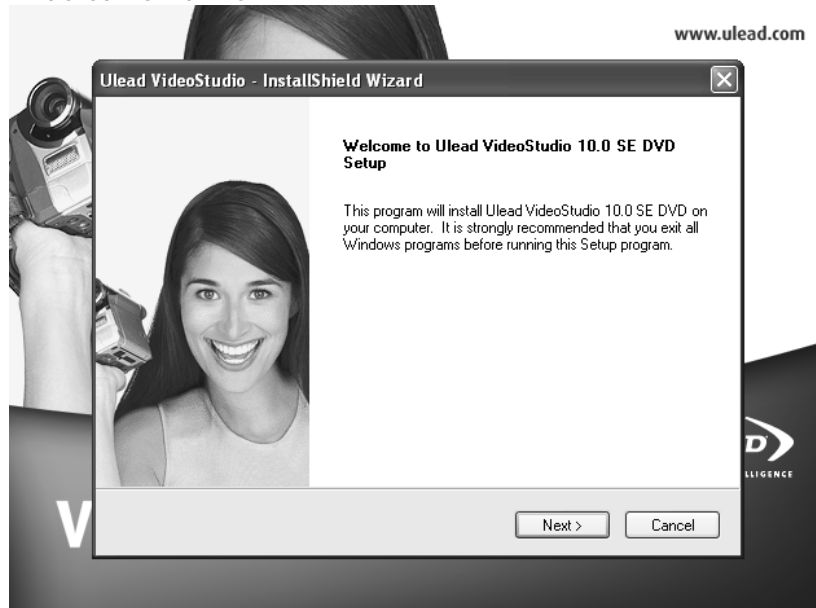 www.ulead.com
Ulead VideoStudio - InstallShield Wizard
Welcome to Ulead VideoStudio 10.0 SE DVD
Setup
This program will install Ulead VideoStudio 10.0 SE DVD on
your computer. It is strongly recommended that you exit all
Windows programs before running this Setup program.
Next >
Cancel